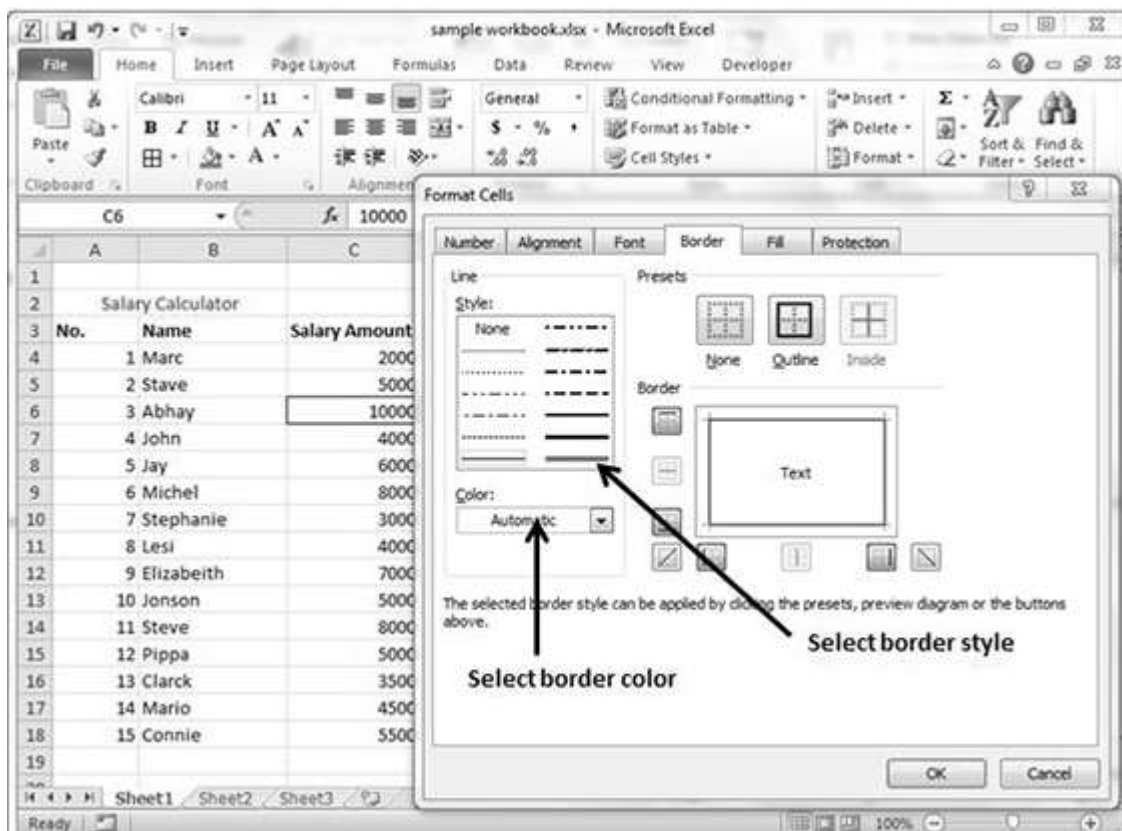 sample workbook.xlsx - Microsoft Excel
File Home Insert Page Layout Formulas Data Review View Developer
Calibri 11 General Conditional Formatting Insert Σ
Paste B I U A A $ % , Format as Table Delete Sort & Find &
A Cell Styles Format Filter Select
Clipboard Font Alignmen
C6 fx 10000
A B C
1
2 Salary Calculator
3 No. Name Salary Amount
4 1 Marc 2000
5 2 Stave 5000
6 3 Abhay 10000
7 4 John 4000
8 5 Jay 6000
9 6 Michel 8000
10 7 Stephanie 3000
11 8 Lesi 4000
12 9 Elizabeith 7000
13 10 Jonson 5000
14 11 Steve 8000
15 12 Pippa 5000
16 13 Clarck 3500
17 14 Mario 4500
18 15 Connie 5500
19
Sheet1 Sheet2 Sheet3
Ready 100%
Format Cells
Number Alignment Font Border Fill Protection
Line Presets
Style:
None
None Outline Inside
Border
Text
Color:
Automatic
The selected border style can be applied by clicking the presets, preview diagram or the buttons
above.
Select border style
Select border color
OK Cancel